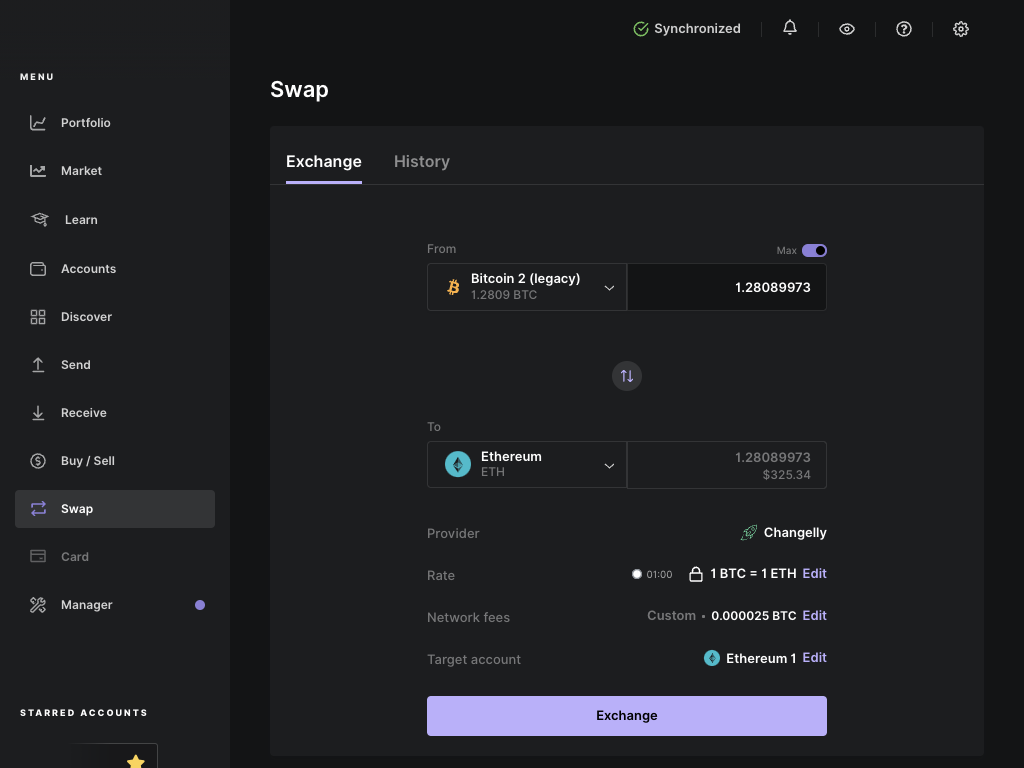 Synchronized
MENU
Portfolio
Market
Learn
Accounts
Discover
Send
Receive
Buy / Sell
Swap
Card
Manager
STARRED ACCOUNTS
Swap
Exchange History
From Max
Bitcoin 2 (legacy)
1.2809 BTC
1.28089973
To
Ethereum
ETH
1.28089973
$325.34
Provider Changelly
Rate 01:00 1 BTC = 1 ETH Edit
Network fees Custom • 0.000025 BTC Edit
Target account Ethereum 1 Edit
Exchange